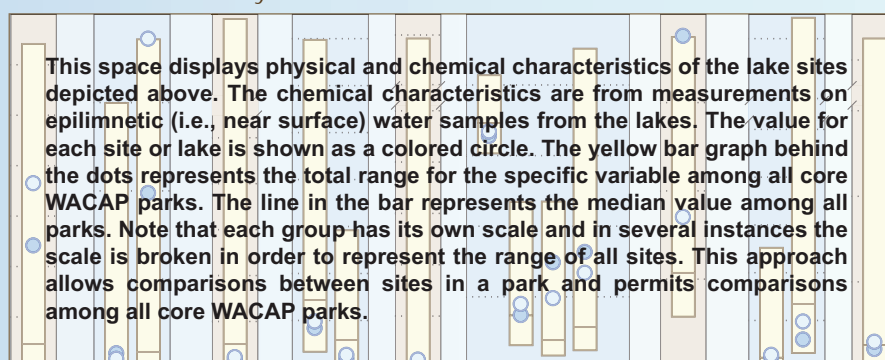 This space displays physical and chemical characteristics of the lake sites
depicted above. The chemical characteristics are from measurements on
epilimnetic (i.e., near surface) water samples from the lakes. The value for
each site or lake is shown as a colored circle. The yellow bar graph behind
the dots represents the total range for the specific variable among all core
WACAP parks. The line in the bar represents the median value among all
parks. Note that each group has its own scale and in several instances the
scale is broken in order to represent the range of all sites. This approach
allows comparisons between sites in a park and permits comparisons
among all core WACAP parks.